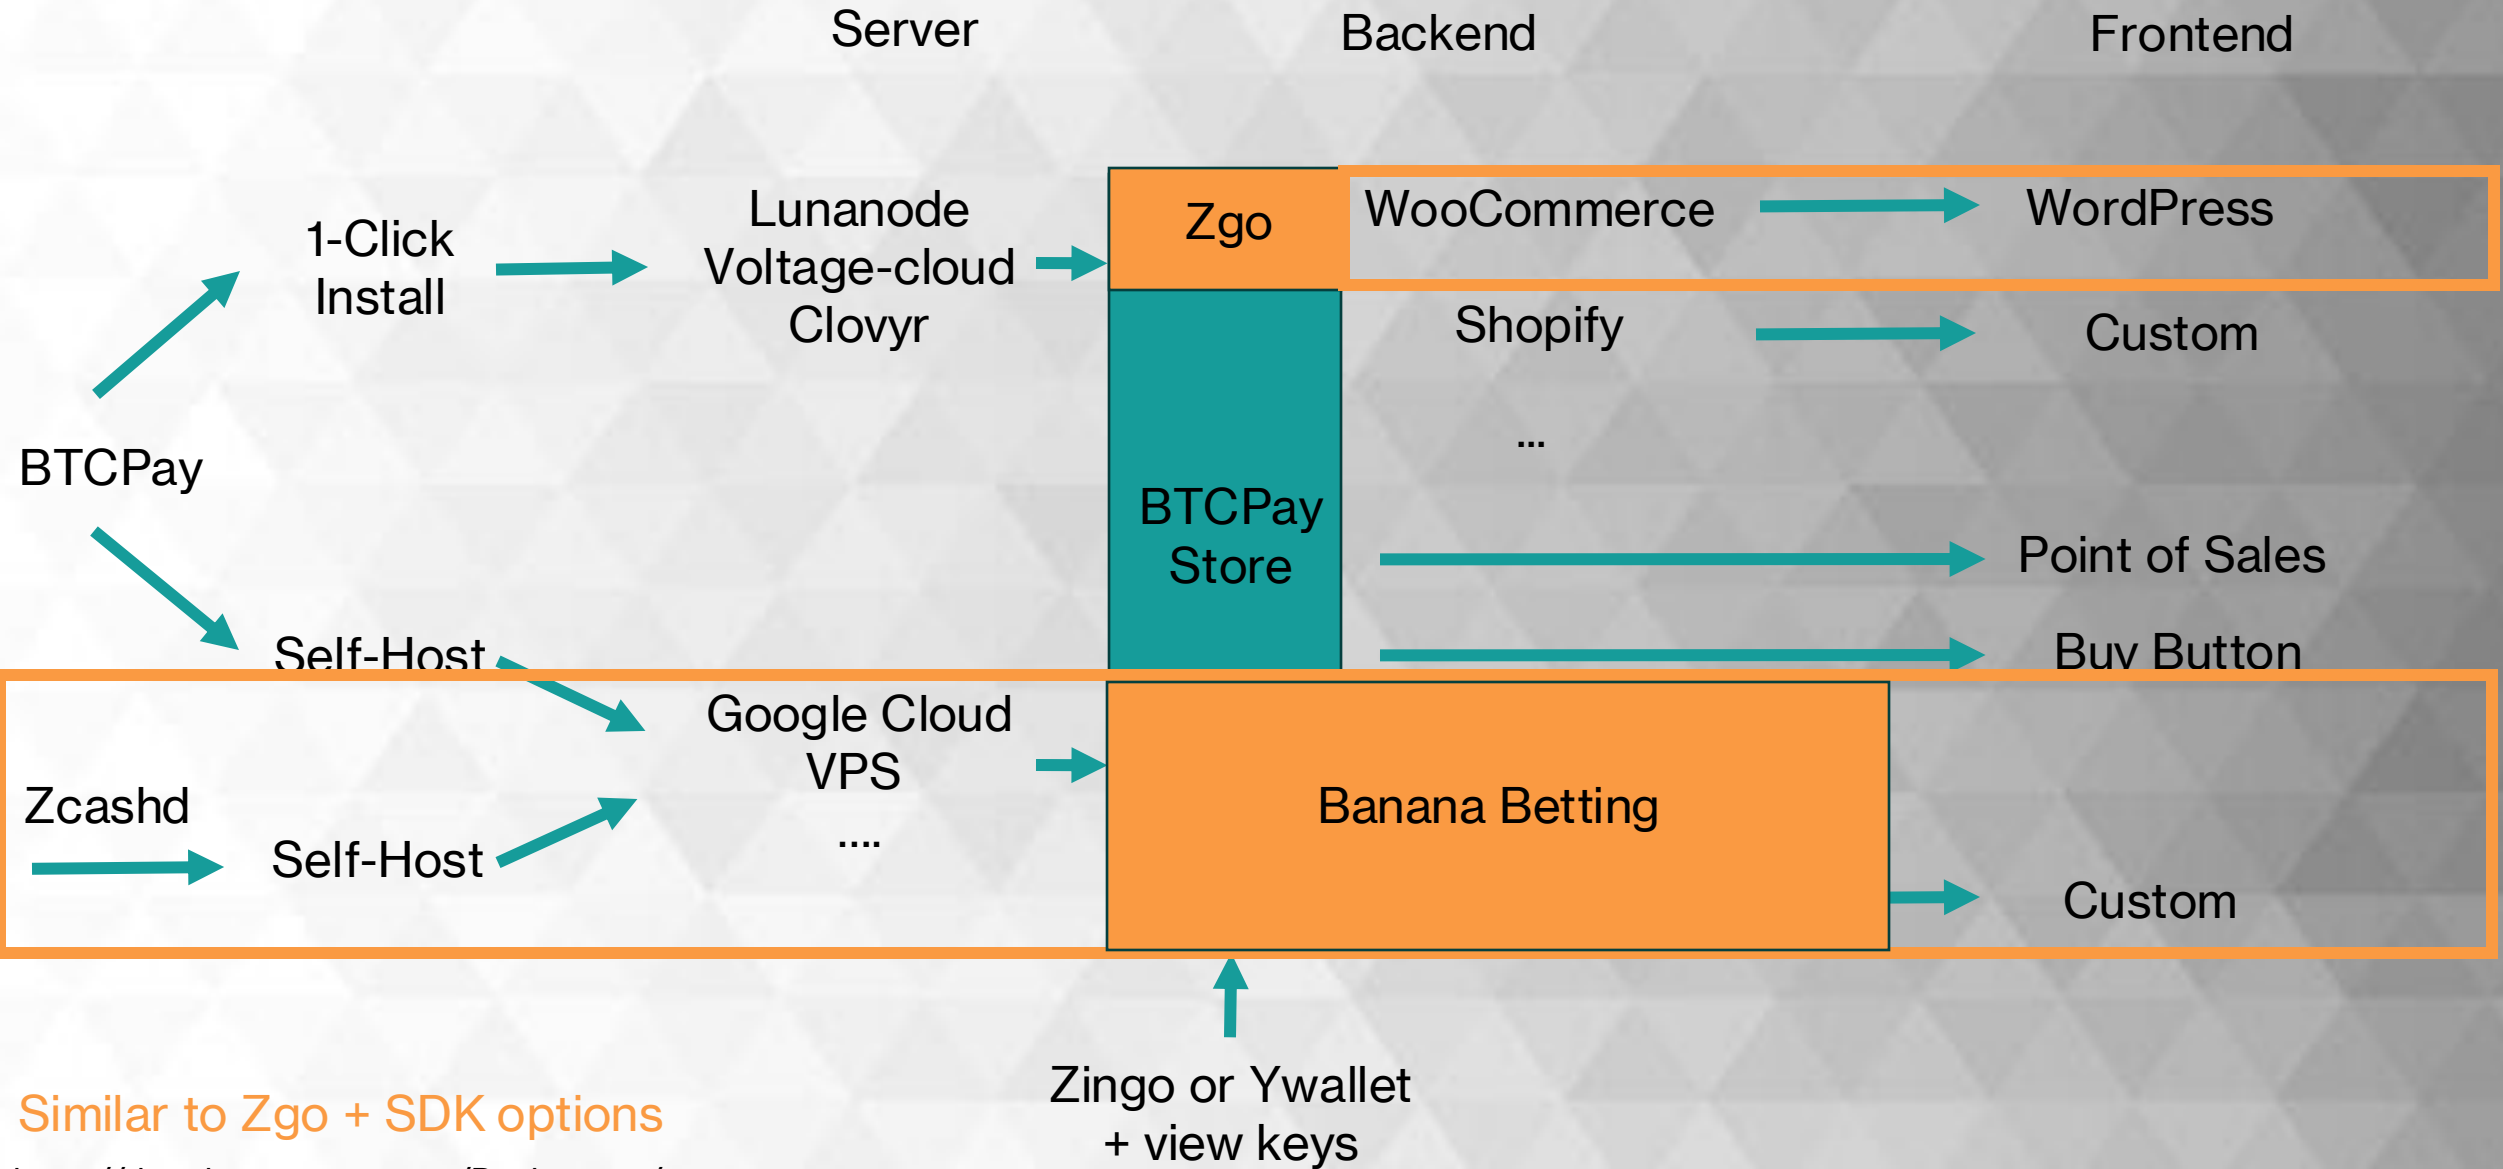 Server
Backend
Frontend
1-Click
Install
Lunanode
Voltage-cloud
Clovyr
Zgo
WooCommerce
WordPress
Shopify
Custom
...
BTCPay
BTCPay
Store
Point of Sales
Self-Host
Buy Button
Google Cloud
VPS
....
Zcashd
Self-Host
Banana Betting
Custom
Zingo or Ywallet
+ view keys
Similar to Zgo + SDK options